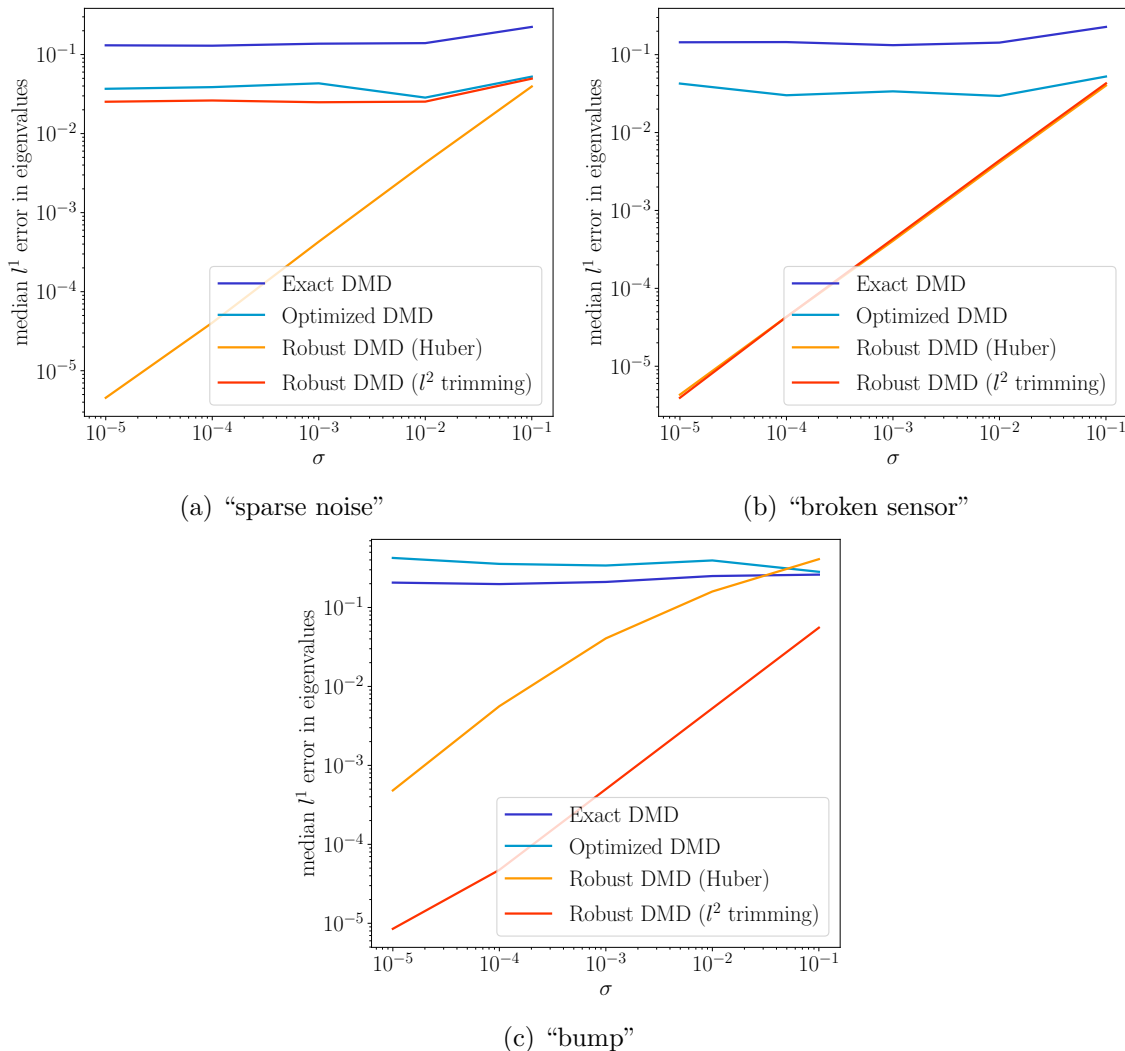 median l¹ error in eigenvalues
10⁻¹
10⁻²
10⁻³
10⁻⁴
10⁻⁵
Exact DMD
Optimized DMD
Robust DMD (Huber)
Robust DMD (l² trimming)
10⁻⁵ 10⁻⁴ 10⁻³ 10⁻² 10⁻¹
σ
(a) “sparse noise”
median l¹ error in eigenvalues
10⁻¹
10⁻²
10⁻³
10⁻⁴
10⁻⁵
Exact DMD
Optimized DMD
Robust DMD (Huber)
Robust DMD (l² trimming)
10⁻⁵ 10⁻⁴ 10⁻³ 10⁻² 10⁻¹
σ
(b) “broken sensor”
median l¹ error in eigenvalues
10⁻¹
10⁻²
10⁻³
10⁻⁴
10⁻⁵
Exact DMD
Optimized DMD
Robust DMD (Huber)
Robust DMD (l² trimming)
10⁻⁵ 10⁻⁴ 10⁻³ 10⁻² 10⁻¹
σ
(c) “bump”